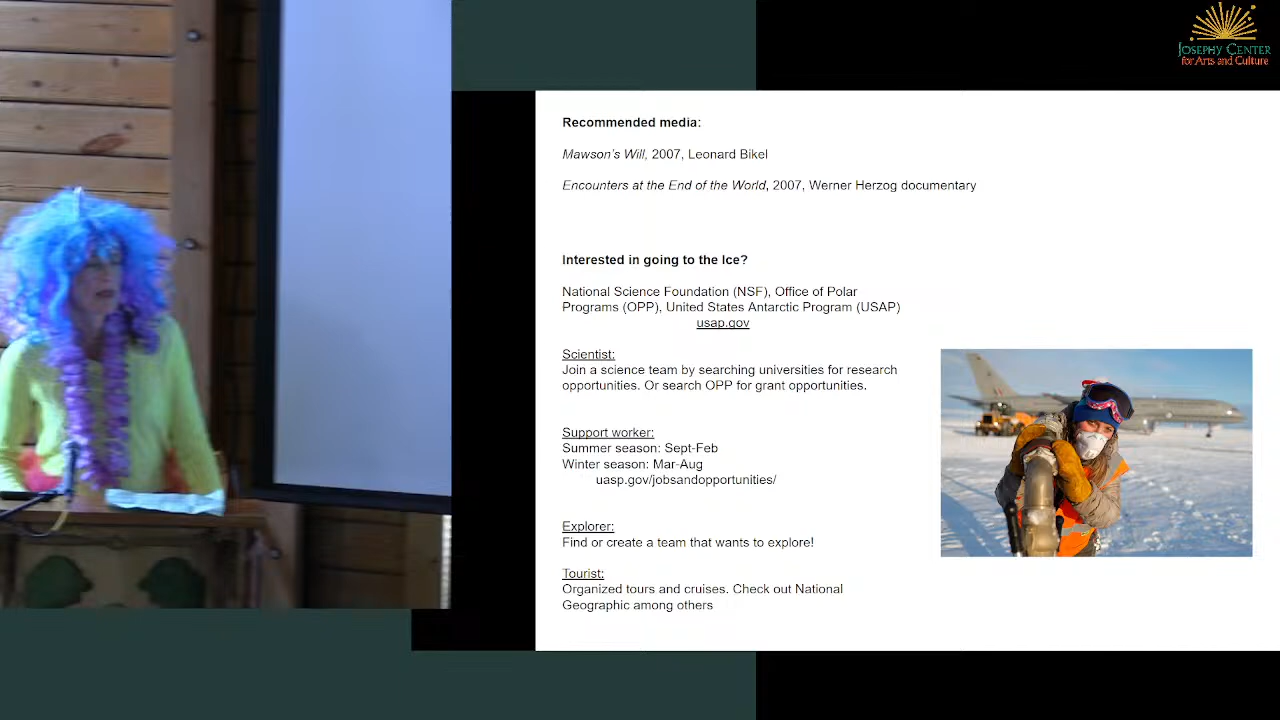 JOSEPHY CENTER
for Arts and Culture
Recommended media:
Mawson's Will, 2007, Leonard Bikel
Encounters at the End of the World, 2007, Werner Herzog documentary
Interested in going to the Ice?
National Science Foundation (NSF), Office of Polar
Programs (OPP), United States Antarctic Program (USAP)
usap.gov
Scientist:
Join a science team by searching universities for research
opportunities. Or search OPP for grant opportunities.
Support worker:
Summer season: Sept-Feb
Winter season: Mar-Aug
uasp.gov/jobsandopportunities/
Explorer:
Find or create a team that wants to explore!
Tourist:
Organized tours and cruises. Check out National
Geographic among others